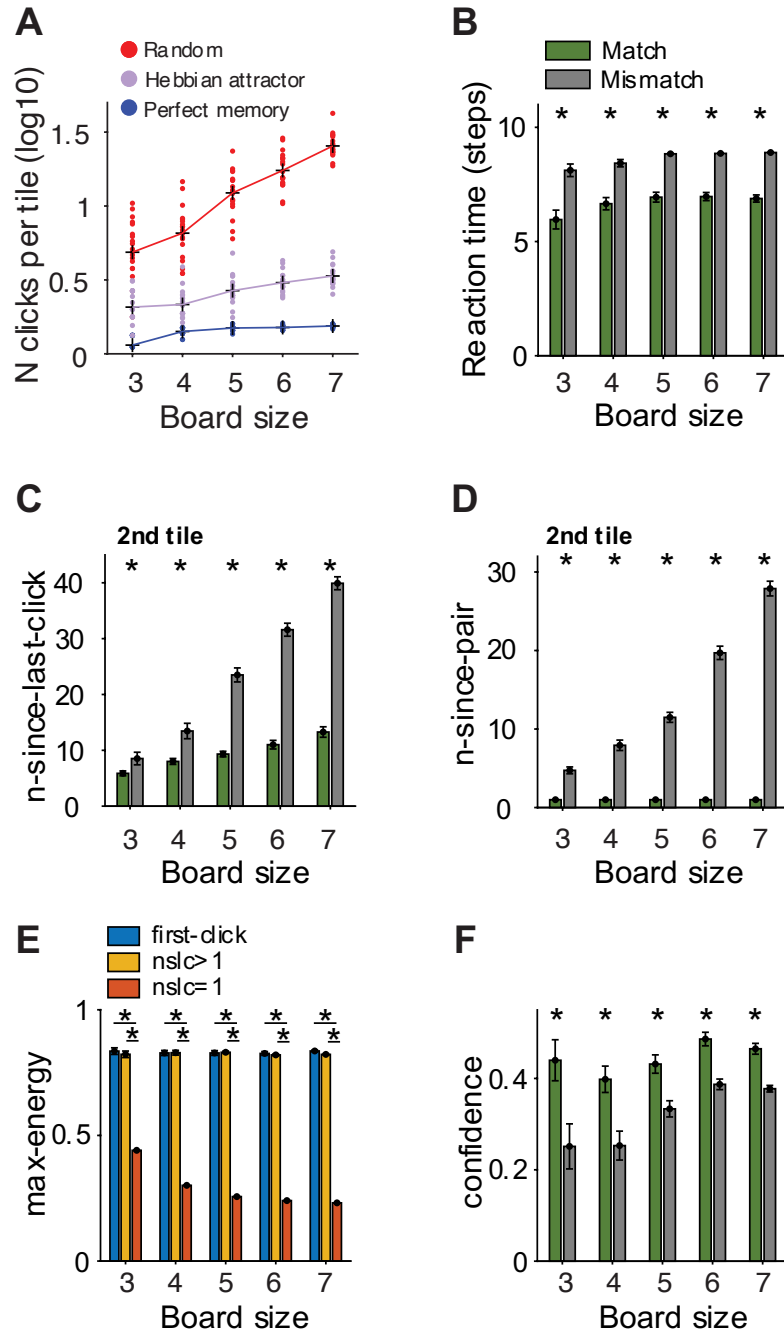 A
Random
Hebbian attractor
Perfect memory
N clicks per tile (log10)
1.5
1
0.5
0
3 4 5 6 7
Board size
B
Match
Mismatch
Reaction time (steps)
10
5
0
* * * * *
3 4 5 6 7
Board size
C
2nd tile
n-since-last-click
40
30
20
10
0
* * * * *
3 4 5 6 7
Board size
D
2nd tile
n-since-pair
30
20
10
0
* * * * *
3 4 5 6 7
Board size
E
first-click
nslc>1
nslc=1
max-energy
1
0.5
0
* * * * *
* * * * *
3 4 5 6 7
Board size
F
confidence
0.4
0.2
0
* * * * *
3 4 5 6 7
Board size